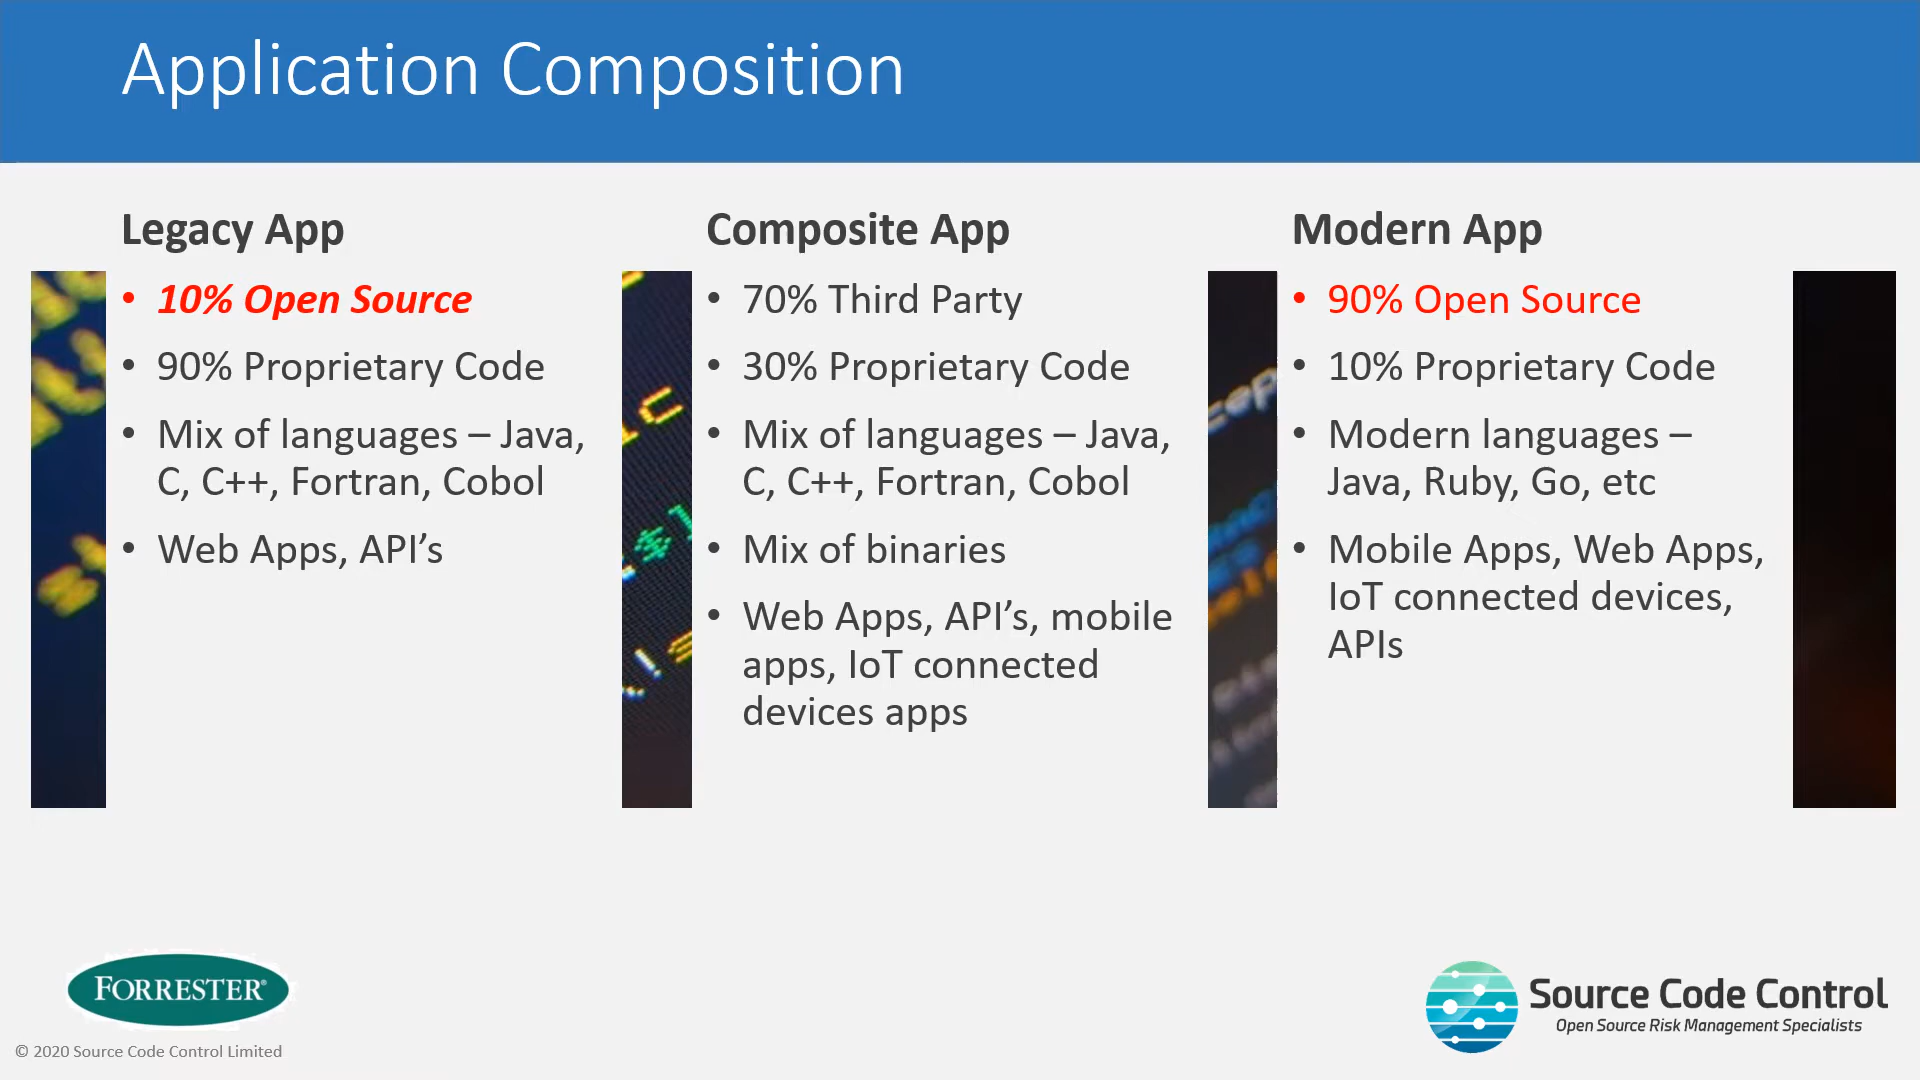 Application Composition
Legacy App
• 10% Open Source
• 90% Proprietary Code
• Mix of languages – Java,
C, C++, Fortran, Cobol
• Web Apps, API’s
Composite App
• 70% Third Party
• 30% Proprietary Code
• Mix of languages – Java,
C, C++, Fortran, Cobol
• Mix of binaries
• Web Apps, API’s, mobile
apps, IoT connected
devices apps
Modern App
• 90% Open Source
• 10% Proprietary Code
• Modern languages –
Java, Ruby, Go, etc
• Mobile Apps, Web Apps,
IoT connected devices,
APIs
FORRESTER®
© 2020 Source Code Control Limited
Source Code Control
Open Source Risk Management Specialists